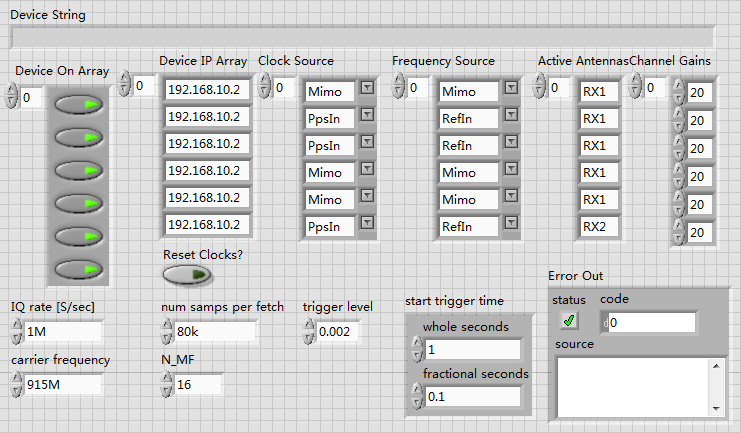 Device String
Device On Array
0
Device IP Array
0
192.168.10.2
192.168.10.2
192.168.10.2
192.168.10.2
192.168.10.2
192.168.10.2
Clock Source
0
Mimo
PpsIn
PpsIn
Mimo
Mimo
PpsIn
Frequency Source
0
Mimo
RefIn
RefIn
Mimo
Mimo
RefIn
Active Antennas
0
RX1
RX1
RX1
RX1
RX1
RX2
Channel Gains
0
20
20
20
20
20
20
Reset Clocks?
IQ rate [S/sec]
1M
num samps per fetch
80k
trigger level
0.002
carrier frequency
915M
N_MF
16
start trigger time
whole seconds
1
fractional seconds
0.1
Error Out
status
code
0
source